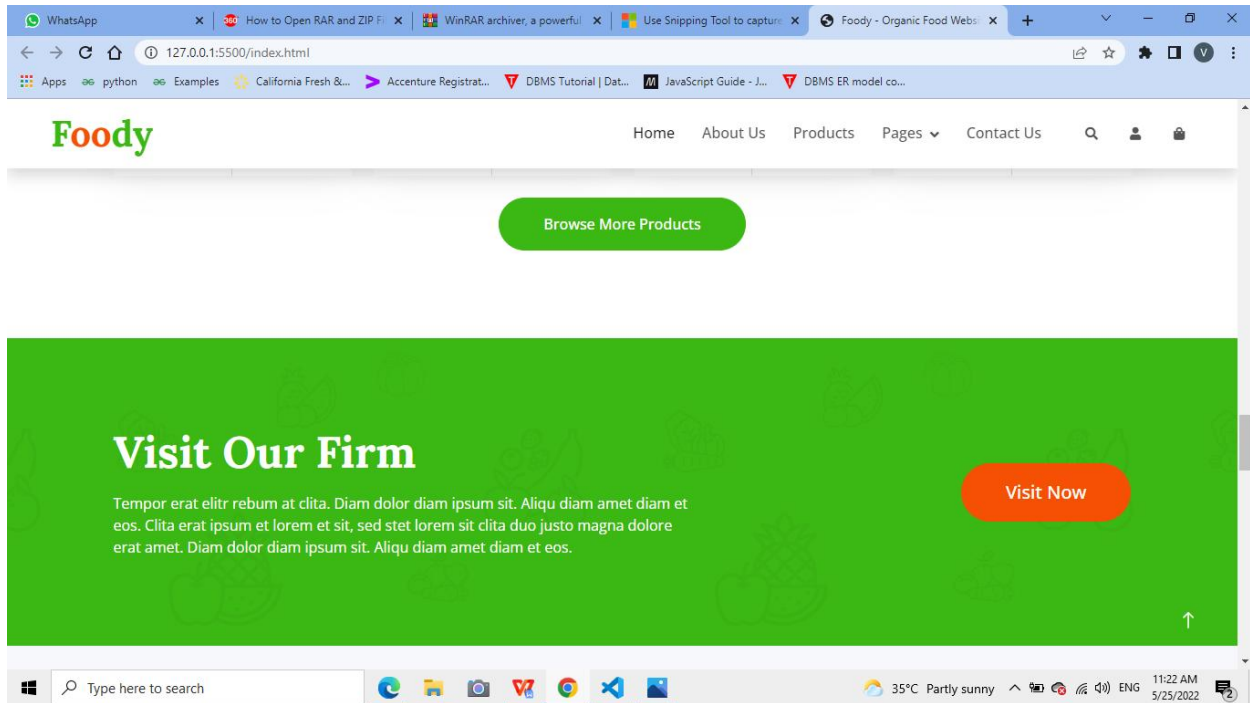 WhatsApp
360 How to Open RAR and ZIP Fi
WinRAR archiver, a powerful
Use Snipping Tool to capture
Foody - Organic Food Websi
127.0.0.1:5500/index.html
V
Apps
python
Examples
California Fresh &...
Accenture Registrat...
DBMS Tutorial | Dat...
M JavaScript Guide - J...
DBMS ER model co...
Foody
Home About Us Products Pages Contact Us
Browse More Products
Visit Our Firm
Tempor erat elitr rebum at clita. Diam dolor diam ipsum sit. Aliqu diam amet diam et
eos. Clita erat ipsum et lorem et sit, sed stet lorem sit clita duo justo magna dolore
erat amet. Diam dolor diam ipsum sit. Aliqu diam amet diam et eos.
Visit Now
Type here to search
35°C Partly sunny
ENG
11:22 AM
5/25/2022
2